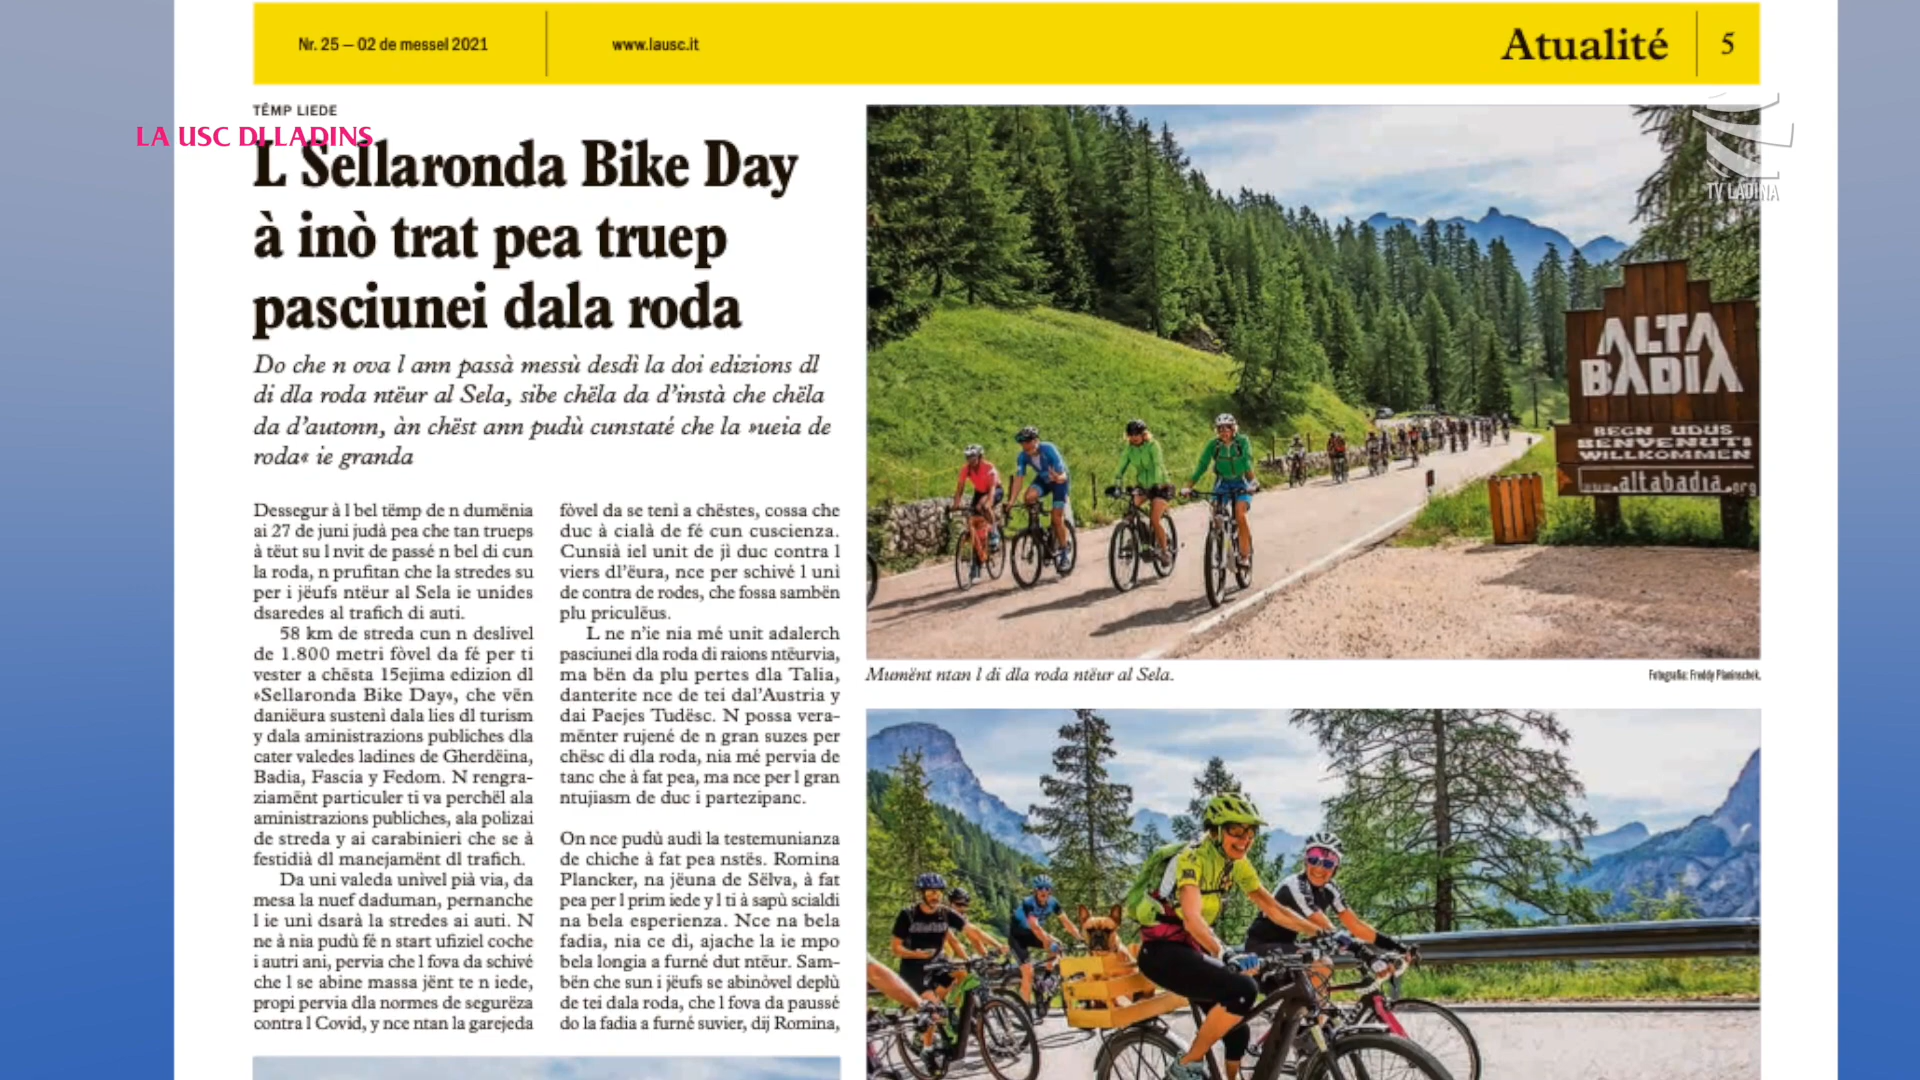 Nr. 25 – 02 de messel 2021
www.lausc.it
Atualité
5
TV LADINA
TËMP LIEDE
LA USC DI LADINS
L Sellaronda Bike Day
à inò trat pea truep
pasciunei dala roda
Do che n ova l ann passà messù desdì la doi edizions dl
di dla roda ntëur al Sela, sibe chëla da d'instà che chëla
da d'autonn, àn chëst ann pudù cunstaté che la »ueia de
roda« ie granda
Dessegur à l bel tëmp de n dumënia
ai 27 de juni judà pea che tan trueps
à tëut su l nvit de passé n bel di cun
la roda, n prufitan che la stredes su
per i jëufs ntëur al Sela ie unides
dsaredes al trafich di auti.
58 km de streda cun n deslivel
de 1.800 metri fòvel da fé per ti
vester a chësta 15ejima edizion dl
»Sellaronda Bike Day«, che vën
daniëura sustenì dala lies dl turism
y dala aministrazions publiches dla
cater valedes ladines de Gherdëina,
Badia, Fascia y Fedom. N rengra-
ziamënt particuler ti va perchël ala
aministrazions publiches, ala polizai
de streda y ai carabinieri che se à
festidià dl manejamënt dl trafich.
Da uni valeda unìvel pià via, da
mesa la nuef daduman, pernanche
l ie unì dsarà la stredes ai auti. N
ne à nia pudù fé n start ufiziel coche
i autri ani, pervia che l fova da schivé
che l se abine massa jënt te n iede,
propi pervia dla normes de segurëza
contra l Covid, y nce ntan la garejeda
fòvel da se tenì a chëstes, cossa che
duc à cialà de fé cun cuscienza.
Cunsià iel unit de jì duc contra l
viers dl'ëura, nce per schivé l unì
de contra de rodes, che fossa sambën
plu priculëus.
L ne n'ie nia mé unit adalerch
pasciunei dla roda di raions ntëurvia,
ma bën da plu pertes dla Talia,
danterite nce de tei dal'Austria y
dai Paejes Tudësc. N possa vera-
mënter rujené de n gran suzes per
chësc di dla roda, nia mé pervia de
tanc che à fat pea, ma nce per l gran
ntujiasm de duc i partezipanc.
On nce pudù audì la testemunianza
de chiche à fat pea nstës. Romina
Plancker, na jëuna de Sëlva, à fat
pea per l prim iede y l ti à sapù scialdi
na bela esperienza. Nce na bela
fadia, nia ce dì, ajache la ie mpo
bela longia a furné dut ntëur. Sam-
bën che sun i jëufs se abinòvel deplù
de tei dala roda, che l fova da paussé
do la fadia a furné suvier, dij Romina,
ALTA
BADIA
BEGN UDUS
BENVENUTI
WILLKOMMEN
www.altabadia.org
Mumënt ntan l di dla roda ntëur al Sela.
Fotografia: Freddy Planinschek.